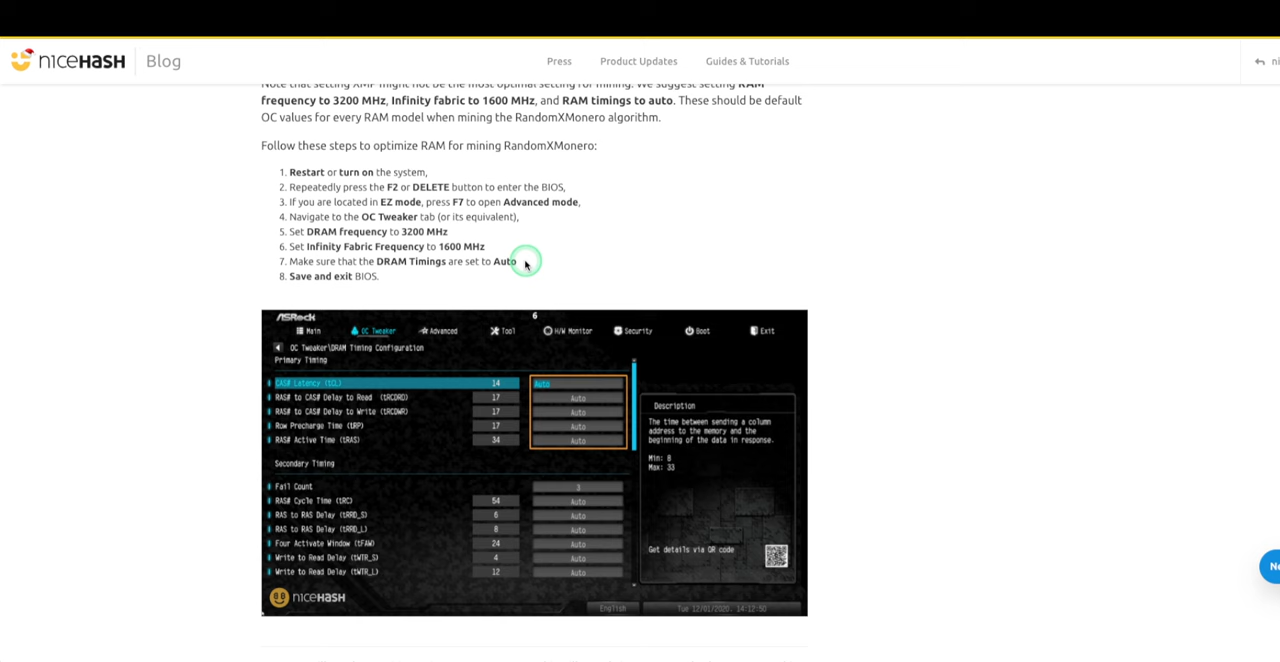 nıceHASH
Blog
Press
Product Updates
Guides & Tutorials
Note that setting XMP might not be the most optimal setting for mining. We suggest setting RAM
frequency to 3200 MHz, Infinity fabric to 1600 MHz, and RAM timings to auto. These should be default
OC values for every RAM model when mining the RandomXMonero algorithm.
Follow these steps to optimize RAM for mining RandomXMonero:
1. Restart or turn on the system,
2. Repeatedly press the F2 or DELETE button to enter the BIOS,
3. If you are located in EZ mode, press F7 to open Advanced mode,
4. Navigate to the OC Tweaker tab (or its equivalent),
5. Set DRAM frequency to 3200 MHz
6. Set Infinity Fabric Frequency to 1600 MHz
7. Make sure that the DRAM Timings are set to Auto
8. Save and exit BIOS.
ASRock
6
Main OC Tweaker Advanced Tool H/W Monitor Security Boot Exit
OC Tweaker\DRAM Timing Configuration
Primary Timing
CAS# Latency (tCL) 14 Auto
RAS# to CAS# Delay to Read (tRCDRD) 17 Auto
RAS# to CAS# Delay to Write (tRCDWR) 17 Auto
Row Precharge Time (tRP) 17 Auto
RAS# Active Time (tRAS) 34 Auto
Secondary Timing
Fail Count 3
RAS# Cycle Time (tRC) 54 Auto
RAS to RAS Delay (tRRD_S) 6 Auto
RAS to RAS Delay (tRRD_L) 8 Auto
Four Activate Window (tFAW) 24 Auto
Write to Read Delay (tWTR_S) 4 Auto
Write to Read Delay (tWTR_L) 12 Auto
Description
The time between sending a column
address to the memory and the
beginning of the data in response.
Min: 8
Max: 33
Get details via QR code
nıceHASH
English
Tue 12/01/2020. 14:12:50